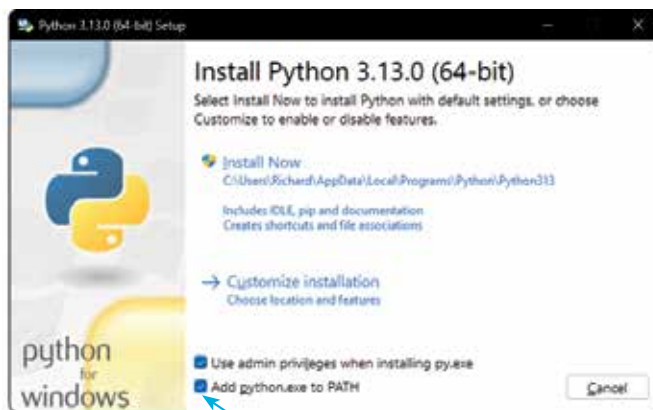 Python 3.13.0 (64-bit) Setup
Install Python 3.13.0 (64-bit)
Select Install Now to install Python with default settings, or choose
Customize to enable or disable features.
Install Now
C:\Users\Richard\AppData\Local\Programs\Python\Python313
Includes IDLE, pip and documentation
Creates shortcuts and file associations
Customize installation
Choose location and features
Use admin privileges when installing py.exe
Add python.exe to PATH
Cancel
python
for
windows